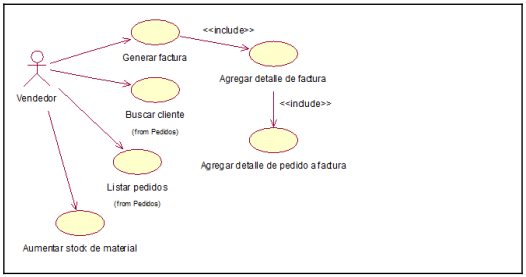 <<include>>
Generar factura
Agregar detalle de factura
Vendedor
<<include>>
Buscar cliente
(from Pedidos)
Agregar detalle de pedido a fadura
Listar pedidos
(from Pedidos)
Aumentar stock de material